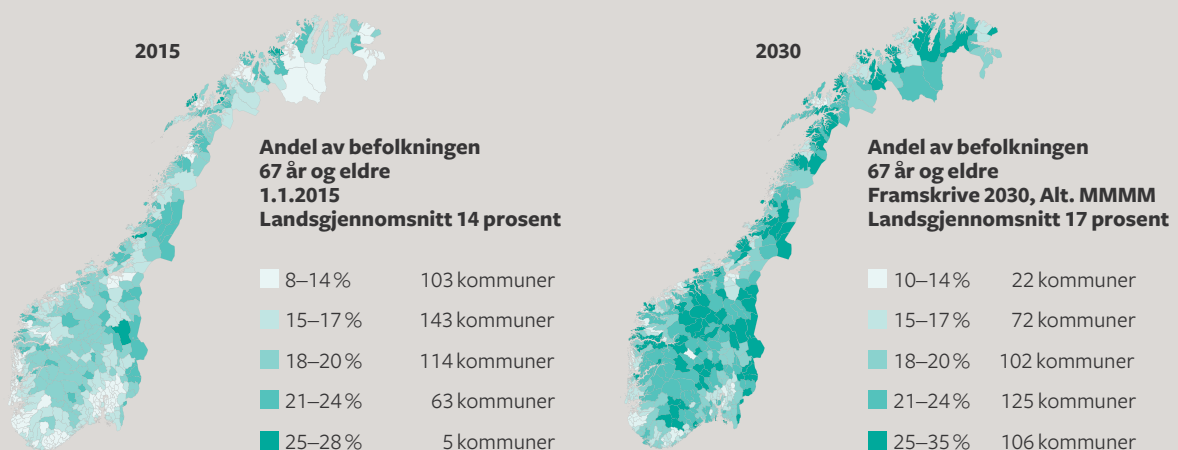 2015
Andel av befolkningen
67 år og eldre
1.1.2015
Landsgjennomsnitt 14 prosent
8–14 % 103 kommuner
15–17 % 143 kommuner
18–20 % 114 kommuner
21–24 % 63 kommuner
25–28 % 5 kommuner
2030
Andel av befolkningen
67 år og eldre
Framskrive 2030, Alt. MMMM
Landsgjennomsnitt 17 prosent
10–14 % 22 kommuner
15–17 % 72 kommuner
18–20 % 102 kommuner
21–24 % 125 kommuner
25–35 % 106 kommuner